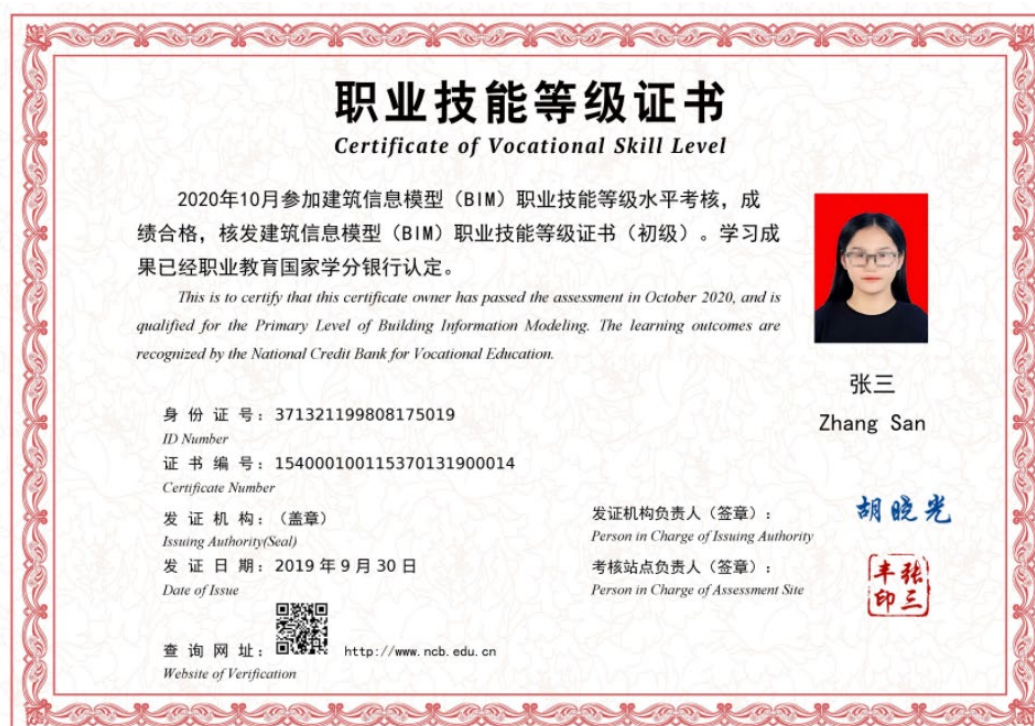 职业技能等级证书
Certificate of Vocational Skill Level
2020年10月参加建筑信息模型（BIM）职业技能等级水平考核，成
绩合格，核发建筑信息模型（BIM）职业技能等级证书（初级）。学习成
果已经职业教育国家学分银行认定。
This is to certify that this certificate owner has passed the assessment in October 2020, and is
qualified for the Primary Level of Building Information Modeling. The learning outcomes are
recognized by the National Credit Bank for Vocational Education.
张三
Zhang San
身 份 证 号：371321199808175019
ID Number
证 书 编 号：154000100115370131900014
Certificate Number
发 证 机 构：（盖章）
Issuing Authority(Seal)
发 证 日 期：2019 年 9 月 30 日
Date of Issue
查 询 网 址： http://www.ncb.edu.cn
Website of Verification
发证机构负责人（签章）：
胡晓光
Person in Charge of Issuing Authority
考核站点负责人（签章）：
张三丰印
Person in Charge of Assessment Site